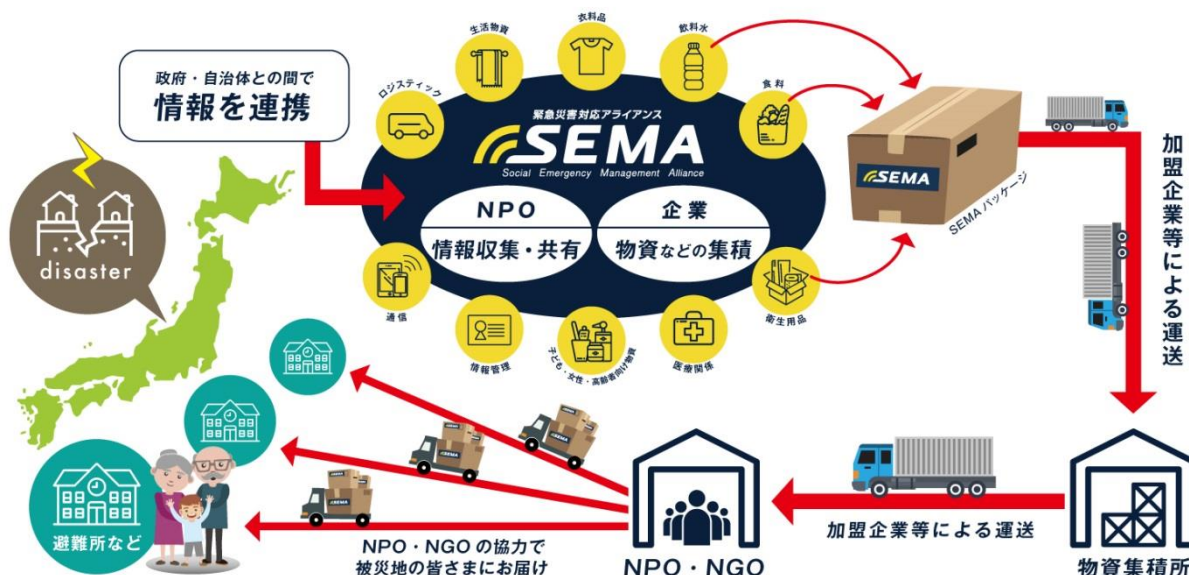 政府・自治体との間で
情報を連携
disaster
ロジスティック
生活物資
衣料品
飲料水
食料
緊急災害対応アライアンス
SEMA
Social Emergency Management Alliance
NPO
情報収集・共有
企業
物資などの集積
通信
情報管理
子ども・女性・高齢者向け物資
医療関係
衛生用品
SEMA
SEMA パッケージ
加盟企業等による運送
物資集積所
加盟企業等による運送
NPO・NGO
SEMA
SEMA
SEMA
NPO・NGO の協力で
被災地の皆さまにお届け
避難所など